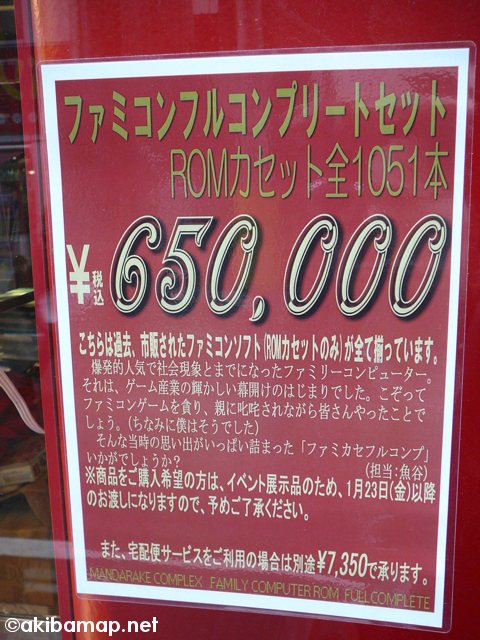 ファミコンフルコンプリートセット
ROMカセット全1051本
¥税込650,000
こちらは過去、市販されたファミコンソフト(ROMカセットのみ)が全て揃っています。
爆発的人気で社会現象とまでになったファミリーコンピューター。
それは、ゲーム産業の輝かしい幕開けのはじまりでした。こぞって
ファミコンゲームを貪り、親に叱咤されながら皆さんやったことで
しょう。(ちなみに僕はそうでした)
そんな当時の思い出がいっぱい詰まった「ファミカセフルコンプ」
いかがでしょうか? (担当:魚谷)
※商品をご購入希望の方は、イベント展示品のため、1月23日(金)以降
のお渡しになりますので、予めご了承ください。
また、宅配便サービスをご利用の場合は別途¥7,350で承ります。
MANDARAKE COMPLEX FAMILY COMPUTER ROM FULL COMPLETE
©akibamap.net